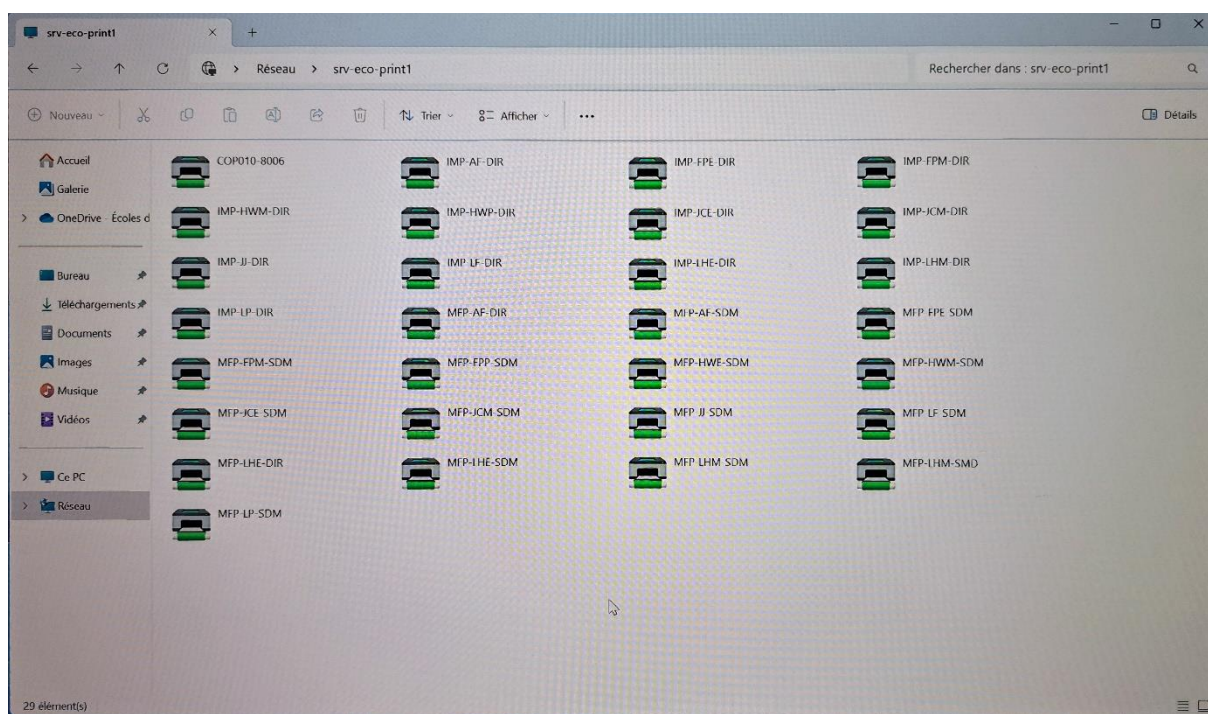 srv-eco-print1
Réseau > srv-eco-print1
Rechercher dans : srv-eco-print1
Nouveau
Trier
Afficher
Détails
Accueil
Galerie
OneDrive - Écoles d
Bureau
Téléchargements
Documents
Images
Musique
Vidéos
Ce PC
Réseau
COP010-8006
IMP-AF-DIR
IMP-FPE-DIR
IMP-FPM-DIR
IMP-HWM-DIR
IMP-HWP-DIR
IMP-JCE-DIR
IMP-JCM-DIR
IMP-JJ-DIR
IMP-LF-DIR
IMP-LHE-DIR
IMP-LHM-DIR
IMP-LP-DIR
MFP-AF-DIR
MFP-AF-SDM
MFP-FPE-SDM
MFP-FPM-SDM
MFP-FPP-SDM
MFP-HWE-SDM
MFP-HWM-SDM
MFP-JCE-SDM
MFP-JCM-SDM
MFP-JJ-SDM
MFP-LF-SDM
MFP-LHE-DIR
MFP-LHE-SDM
MFP-LHM-SDM
MFP-LHM-SMD
MFP-LP-SDM
29 élément(s)